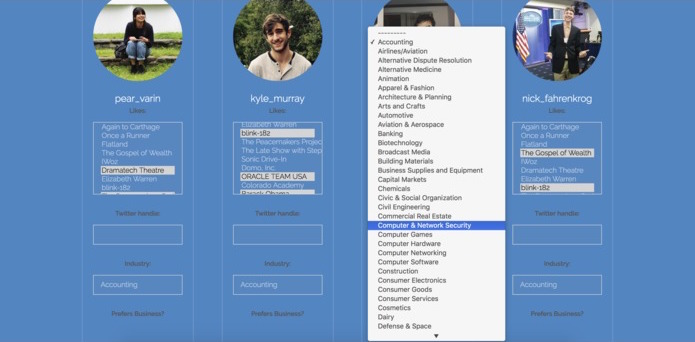 pear_varin
Likes:
Again to Carthage
Once a Runner
Flatland
The Gospel of Wealth
IWoz
Dramatech Theatre
Elizabeth Warren
blink-182
Twitter handle:
Industry:
Accounting
Prefers Business?
kyle_murray
Likes:
Elizabeth Warren
blink-182
The Peacemakers Projec
The Late Show with Step
Sonic Drive-In
Domo, Inc.
ORACLE TEAM USA
Colorado Academy
Barack Obama
Twitter handle:
Industry:
Accounting
Prefers Business?
---------
✓ Accounting
Airlines/Aviation
Alternative Dispute Resolution
Alternative Medicine
Animation
Apparel & Fashion
Architecture & Planning
Arts and Crafts
Automotive
Aviation & Aerospace
Banking
Biotechnology
Broadcast Media
Building Materials
Business Supplies and Equipment
Capital Markets
Chemicals
Civic & Social Organization
Civil Engineering
Commercial Real Estate
Computer & Network Security
Computer Games
Computer Hardware
Computer Networking
Computer Software
Construction
Consumer Electronics
Consumer Goods
Consumer Services
Cosmetics
Dairy
Defense & Space
nick_fahrenkrog
Likes:
Again to Carthage
Once a Runner
Flatland
The Gospel of Wealth
IWoz
Dramatech Theatre
Elizabeth Warren
blink-182
Twitter handle:
Industry:
Accounting
Prefers Business?